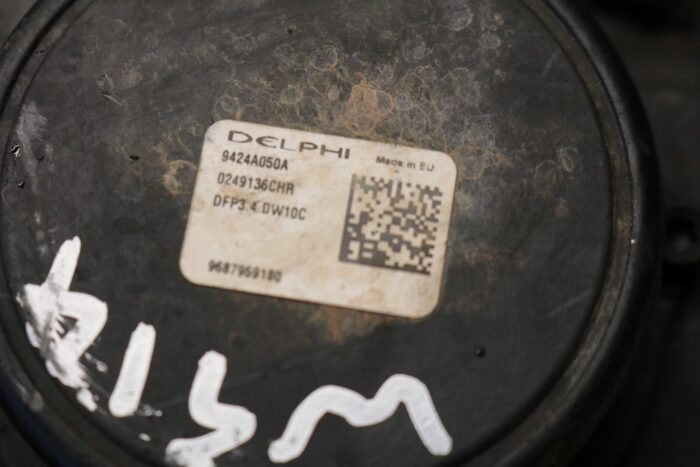 DELPHI
Made in EU
9424A050A
0249136CHR
DFP3.4 DW10C
9687959180